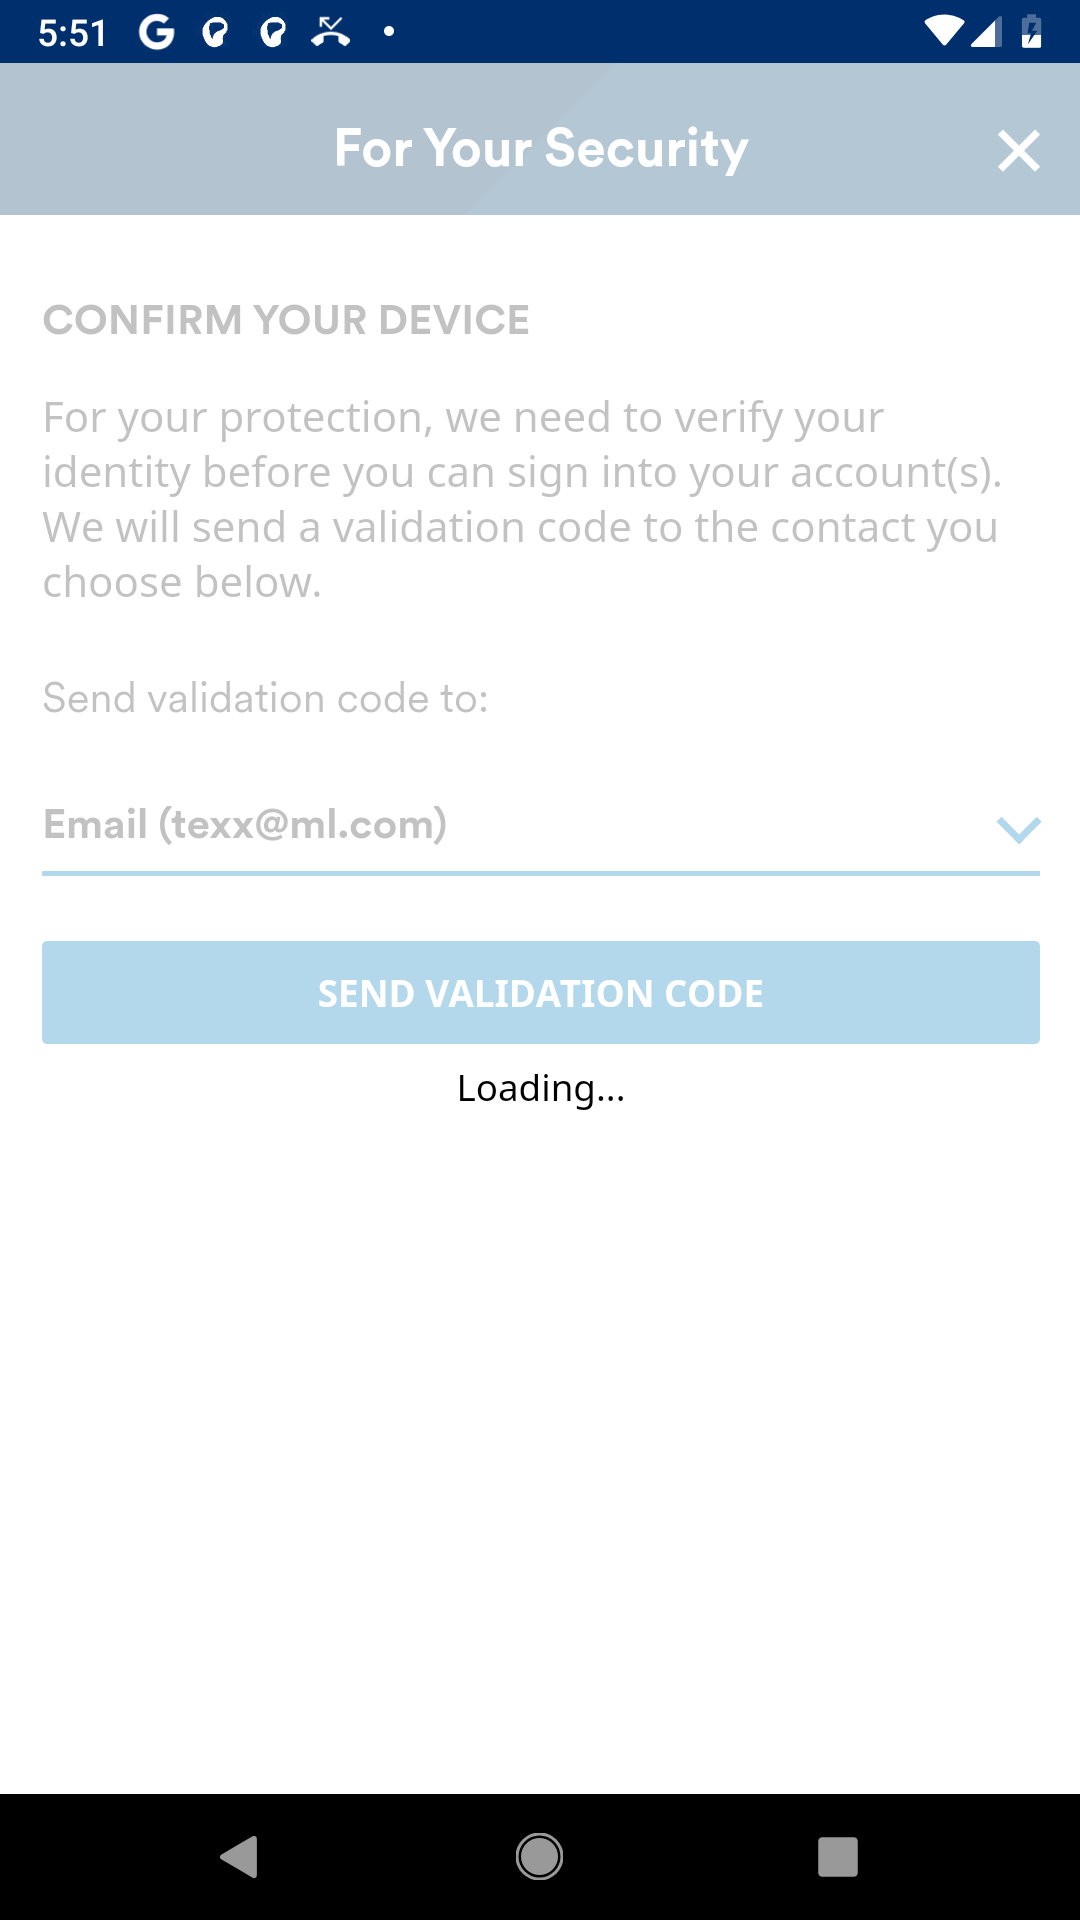 5:51
For Your Security
CONFIRM YOUR DEVICE
For your protection, we need to verify your
identity before you can sign into your account(s).
We will send a validation code to the contact you
choose below.
Send validation code to:
Email (texx@ml.com)
SEND VALIDATION CODE
Loading...